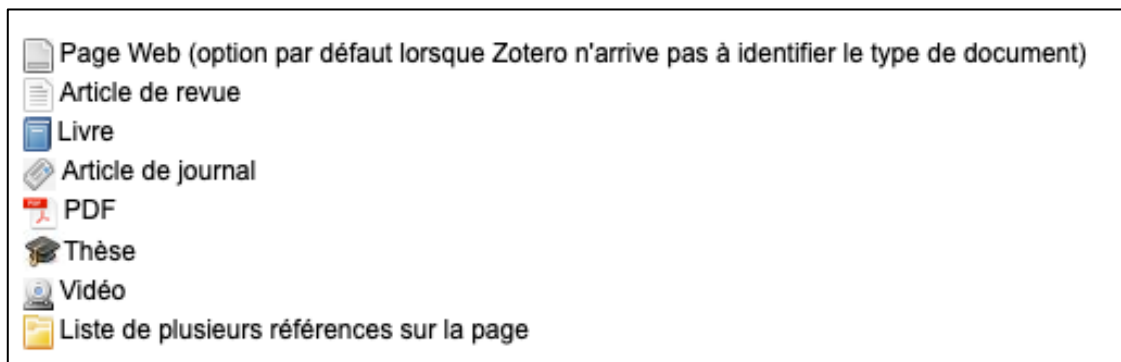 Page Web (option par défaut lorsque Zotero n'arrive pas à identifier le type de document)
Article de revue
Livre
Article de journal
PDF
Thèse
Vidéo
Liste de plusieurs références sur la page